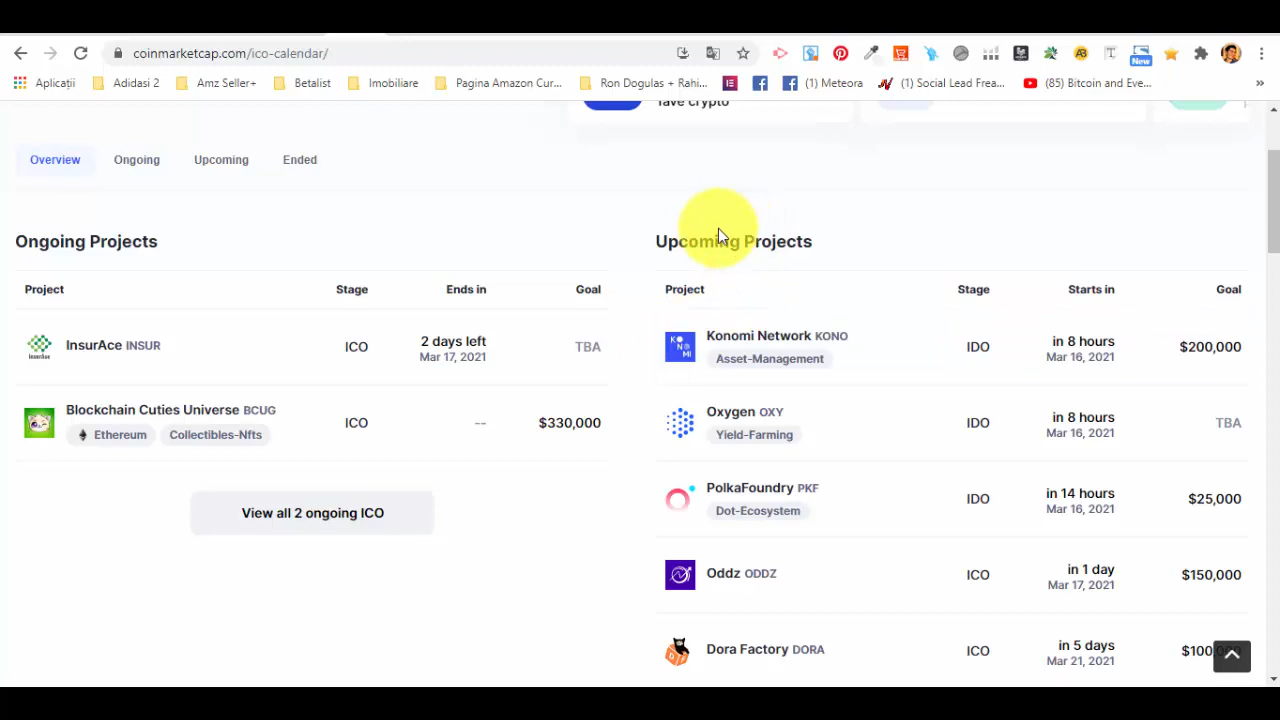 coinmarketcap.com/ico-calendar/
New
Aplicații
Adidasi 2
Amz Seller+
Betalist
Imobiliare
Pagina Amazon Cur...
Ron Dogulas + Rahi...
(1) Meteora
(1) Social Lead Frea...
(85) Bitcoin and Eve...
»
fave crypto
Overview
Ongoing
Upcoming
Ended
Ongoing Projects
Project Stage Ends in Goal
InsurAce INSUR ICO 2 days left TBA
Mar 17, 2021
Blockchain Cuties Universe BCUG ICO -- $330,000
Ethereum Collectibles-Nfts
View all 2 ongoing ICO
Upcoming Projects
Project Stage Starts in Goal
Konomi Network KONO IDO in 8 hours $200,000
Asset-Management Mar 16, 2021
Oxygen OXY IDO in 8 hours TBA
Yield-Farming Mar 16, 2021
PolkaFoundry PKF IDO in 14 hours $25,000
Dot-Ecosystem Mar 16, 2021
Oddz ODDZ ICO in 1 day $150,000
Mar 17, 2021
Dora Factory DORA ICO in 5 days
Mar 21, 2021